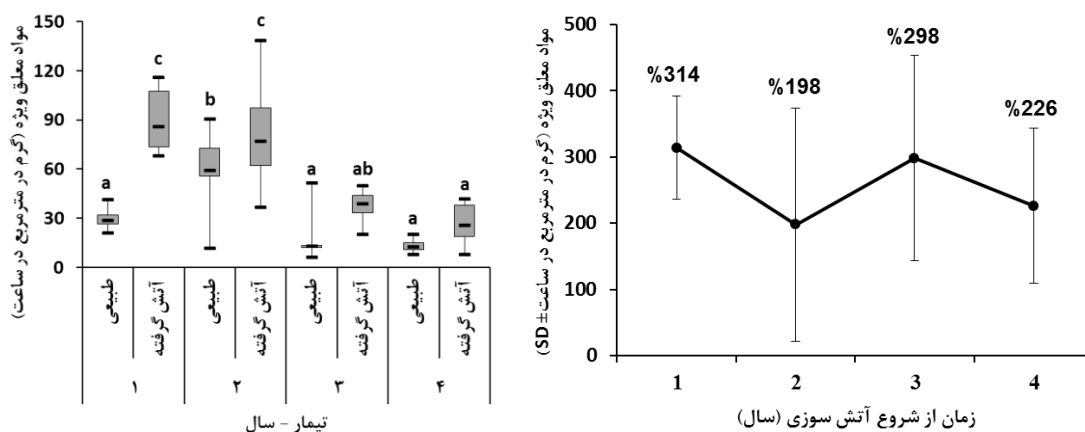 مواد معلق ویژه (گرم در مترمربع در ساعت)
150
120
90
60
30
0
a
c
b
c
a
ab
a
a
طبیعی
آتش گرفته
طبیعی
آتش گرفته
طبیعی
آتش گرفته
طبیعی
آتش گرفته
۱
۲
۳
۴
تیمار - سال
مواد معلق ویژه (گرم در مترمربع در ساعت±SD)
500
400
300
200
100
0
%314
%198
%298
%226
1
2
3
4
زمان از شروع آتش سوزی (سال)